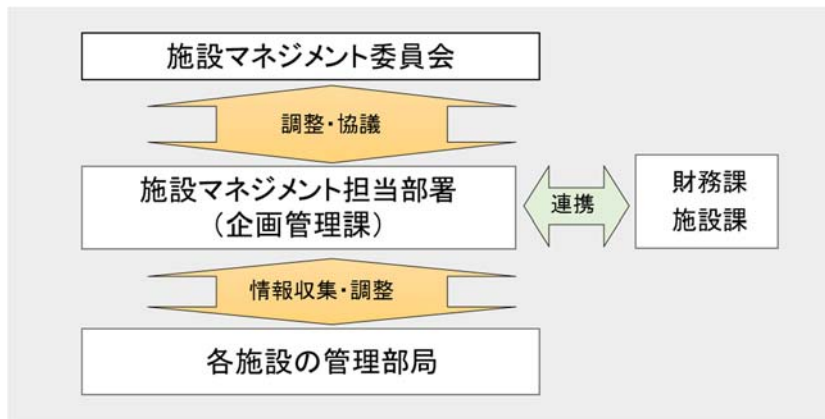 施設マネジメント委員会
調整・協議
施設マネジメント担当部署
（企画管理課）
連携
財務課
施設課
情報収集・調整
各施設の管理部局